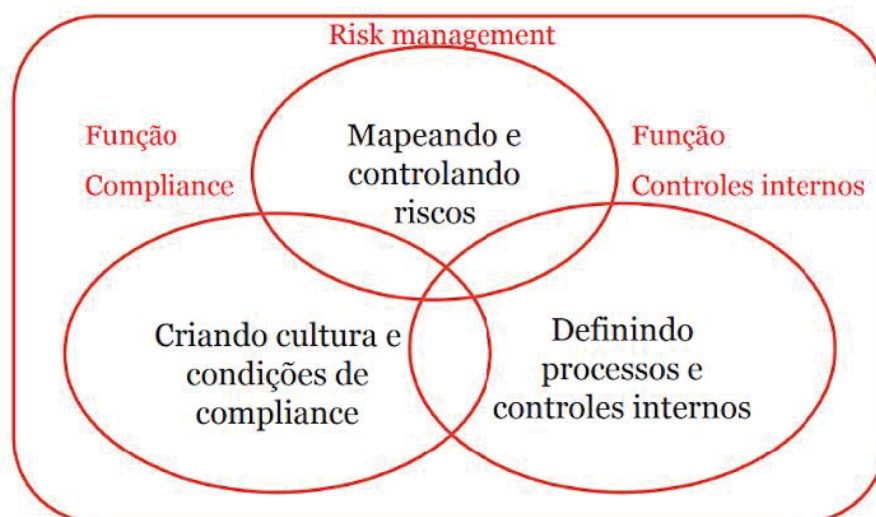 Risk management
Função
Compliance
Mapeando e
controlando
riscos
Função
Controles internos
Criando cultura e
condições de
compliance
Definindo
processos e
controles internos